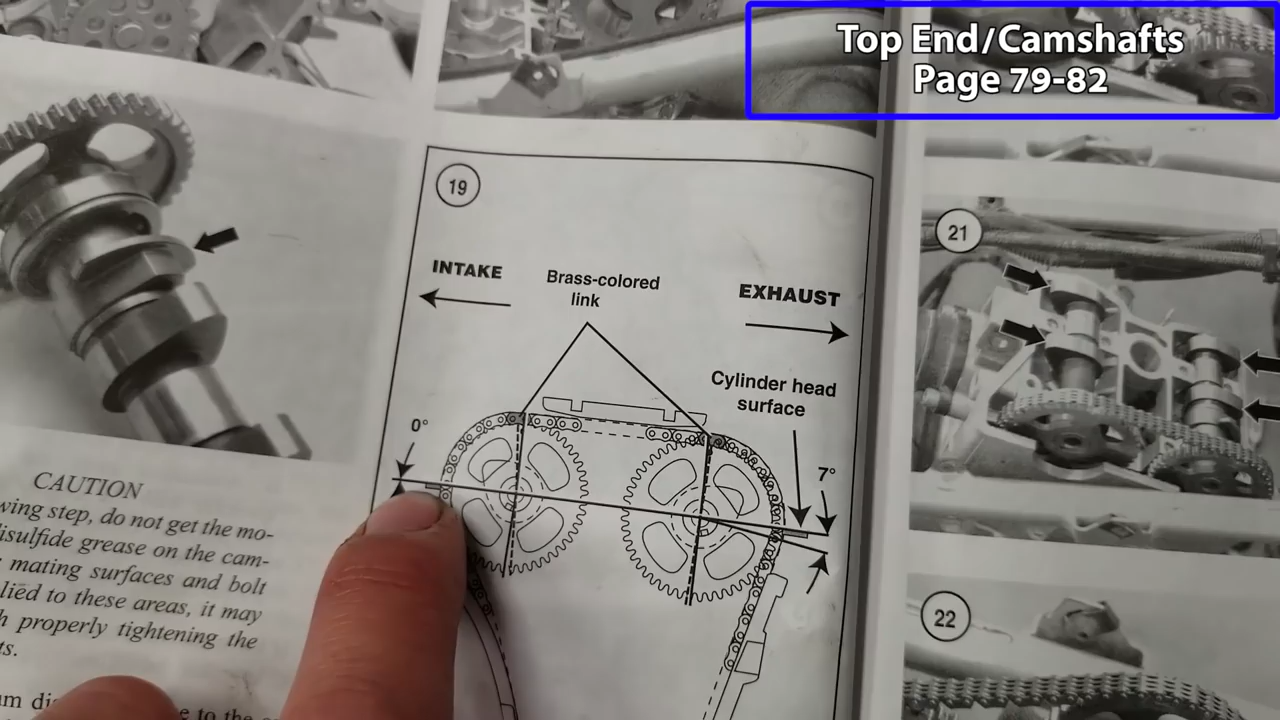 Top End/Camshafts
Page 79-82
19
INTAKE
Brass-colored
link
EXHAUST
Cylinder head
surface
0°
7°
CAUTION
wing step, do not get the mo-
isulfide grease on the cam-
mating surfaces and bolt
lied to these areas, it may
properly tightening the
ts.
to the
21
22